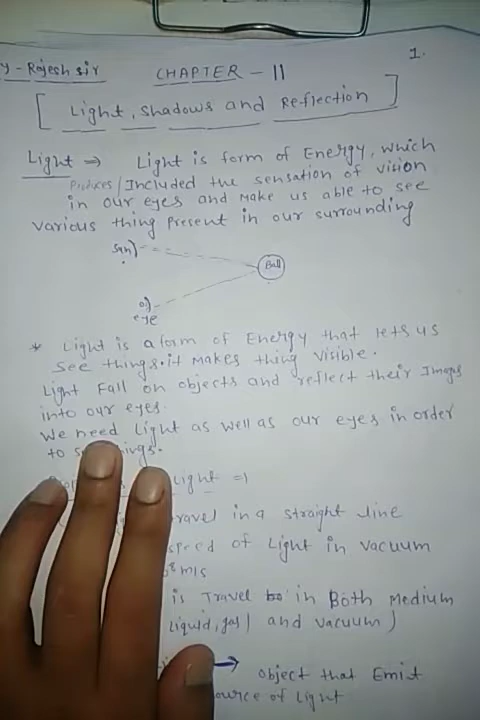 1.
y - Rajesh sir
CHAPTER - 11
[ Light, Shadows and Reflection ]
Light ⇒ Light is form of Energy, which
Produces / Included the sensation of vision
in our eyes and make us able to see
various thing Present in our surrounding
Sun
Ball
eye
* Light is a form of Energy that lets us
see things. it makes thing visible.
Light Fall on objects and reflect their Images
into our eyes.
We need Light as well as our eyes in order
to
Light ⇒
travel in a straight line
speed of Light in vacuum
m/s
is Travel in Both Medium
Liquid, gas) and vacuum)
→ object that Emit
source of Light